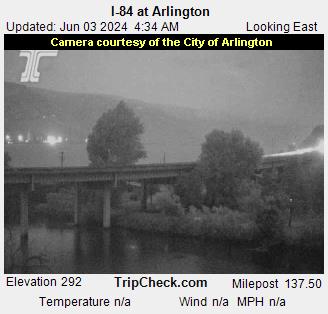 I-84 at Arlington
Updated: Jun 03 2024 4:34 AM Looking East
Camera courtesy of the City of Arlington
Elevation 292 TripCheck.com Milepost 137.50
Temperature n/a Wind n/a MPH n/a